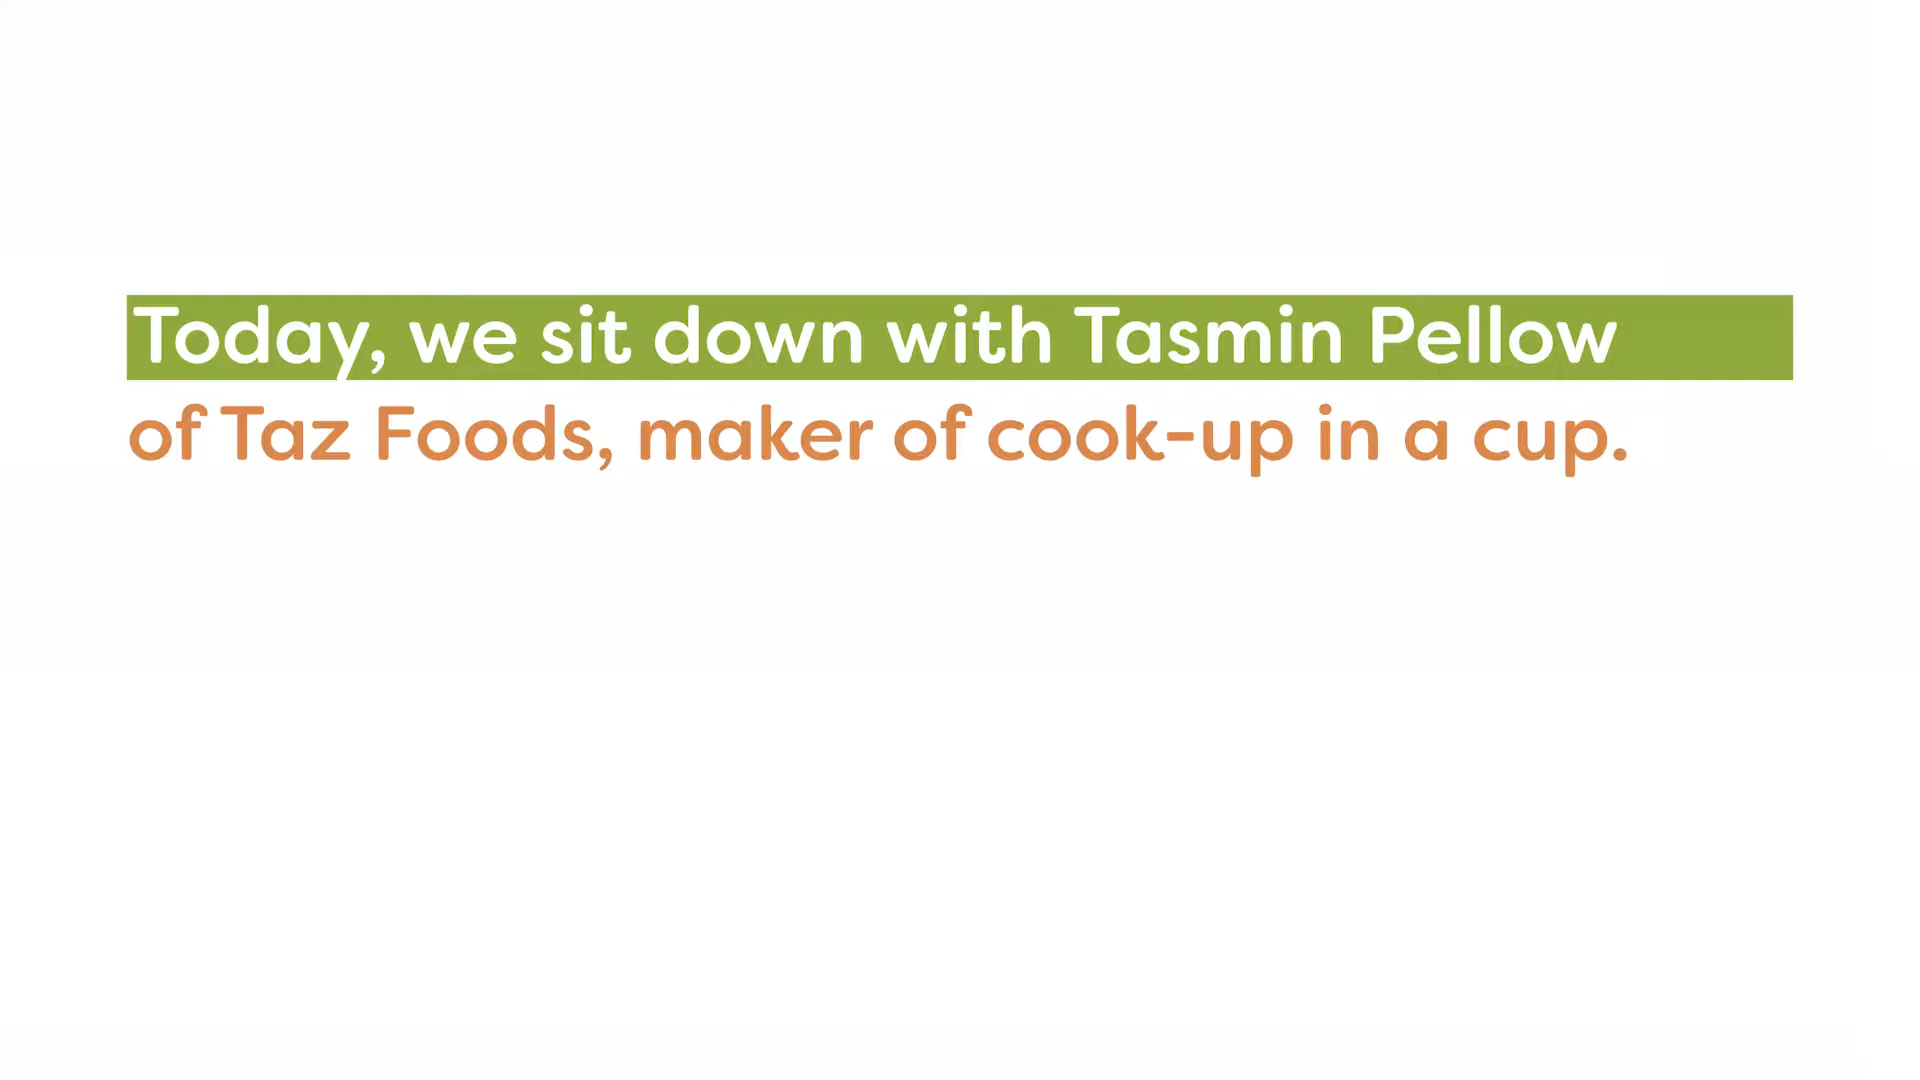 Today, we sit down with Tasmin Pellow
of Taz Foods, maker of cook-up in a cup.